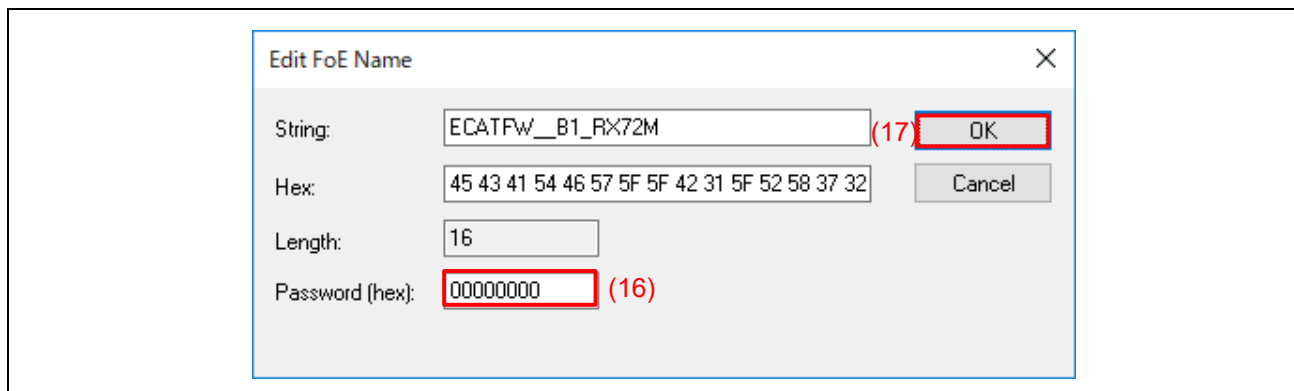 Edit FoE Name
String: ECATFW__B1_RX72M (17) OK
Hex: 45 43 41 54 46 57 5F 5F 42 31 5F 52 58 37 32 Cancel
Length: 16
Password (hex): 00000000 (16)